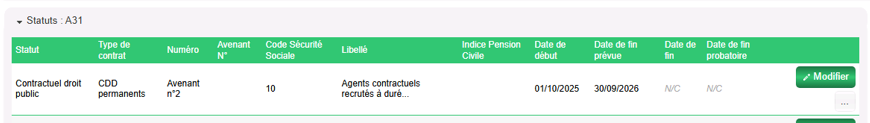 Statuts : A31
Statut Type de contrat Numéro Avenant N° Code Sécurité Sociale Libellé Indice Pension Civile Date de début Date de fin prévue Date de fin Date de fin probatoire
Contractuel droit public CDD permanents Avenant n°2 10 Agents contractuels recrutés à duré... 01/10/2025 30/09/2026 N/C N/C Modifier
...